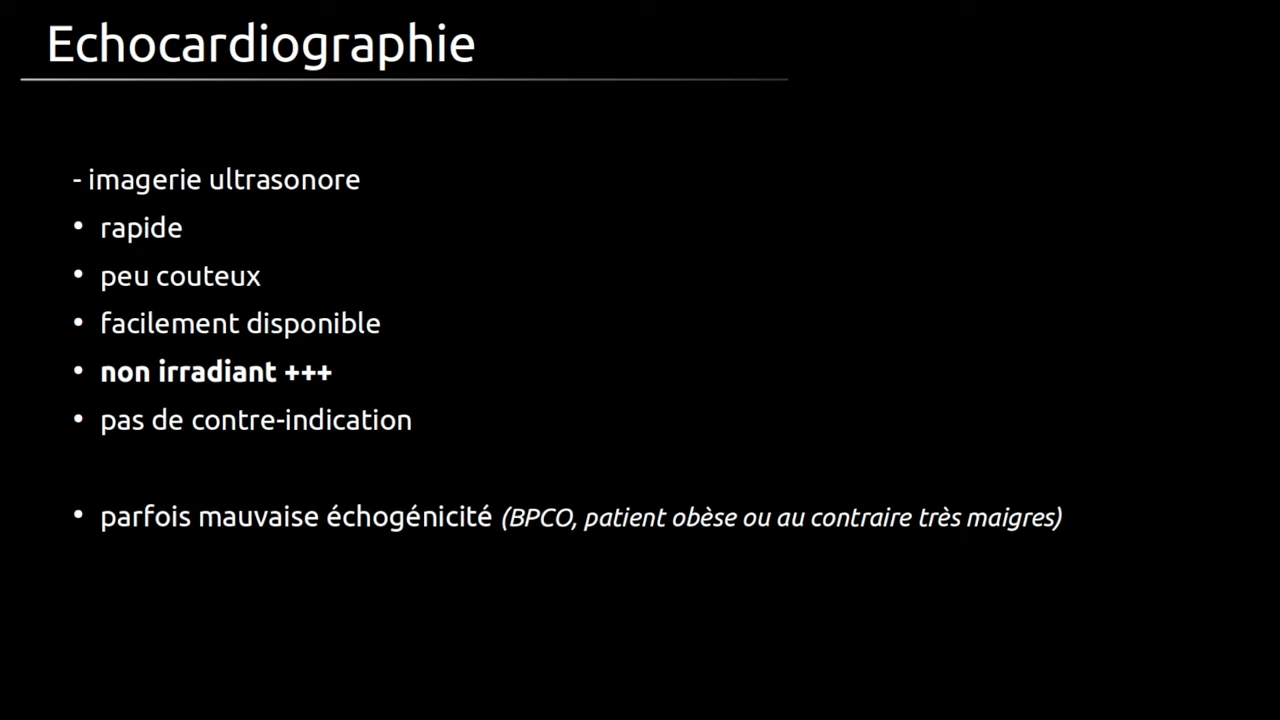 Echocardiographie
- imagerie ultrasonore
• rapide
• peu couteux
• facilement disponible
• non irradiant +++
• pas de contre-indication
• parfois mauvaise échogénicité (BPCO, patient obèse ou au contraire très maigres)